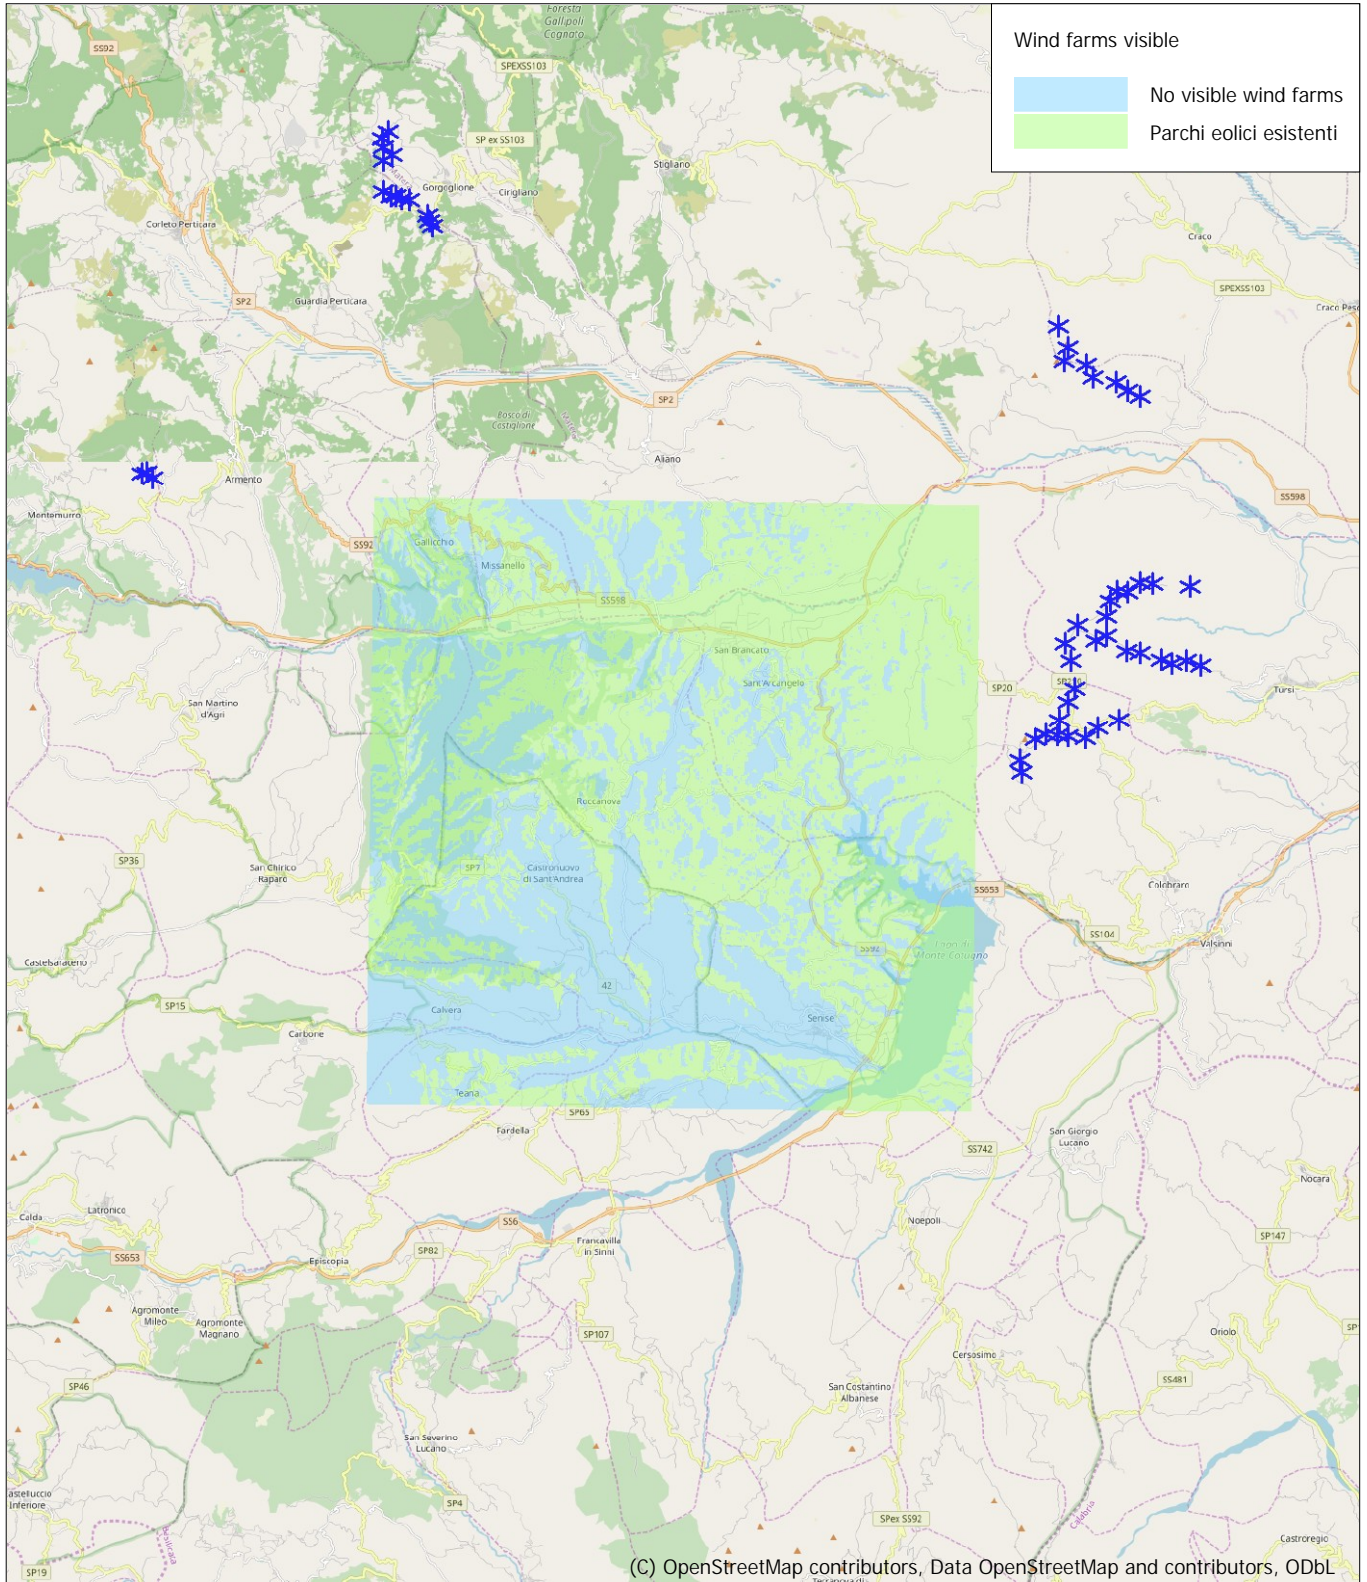 Foresta
Gallipoli
Cognato
SS92
SPEXSS103
Wind farms visible
No visible wind farms
Parchi eolici esistenti
SP ex SS103
Stigliano
Gorgoglione
Cirigliano
Corleto Perticara
Craco
SP2
Guardia Perticara
SPEXSS103
SP2
Bosco di
Castiglione
Aliano
Armento
SS598
Montemurro
SS92
Gallicchio
Missanello
SS598
San Brancato
Sant'Arcangelo
SP20
Tursi
San Martino
d'Agri
Roccanova
SP36
San Chirico
Raparo
SP7
Castronuovo
di Sant'Andrea
SS653
Colobraro
SS104
Valsinni
SS92
Lago di
Monte Cotugno
Castelsaraceno
42
SP15
Calvera
Senise
Carbone
Teana
SP65
Fardella
SS742
San Giorgio
Lucano
Nocara
Calda
Latronico
SS6
Noepoli
SS653
SP82
Francavilla
in Sinni
SP147
Episcopia
Agromonte
Mileo
Agromonte
Magnano
SP107
Oriolo
Cersosimo
SP46
San Costantino
Albanese
SS481
San Severino
Lucano
SP4
SPex SS92
Basilicata
Calabria
Castroregio
SP19
(C) OpenStreetMap contributors, Data OpenStreetMap and contributors, ODbL